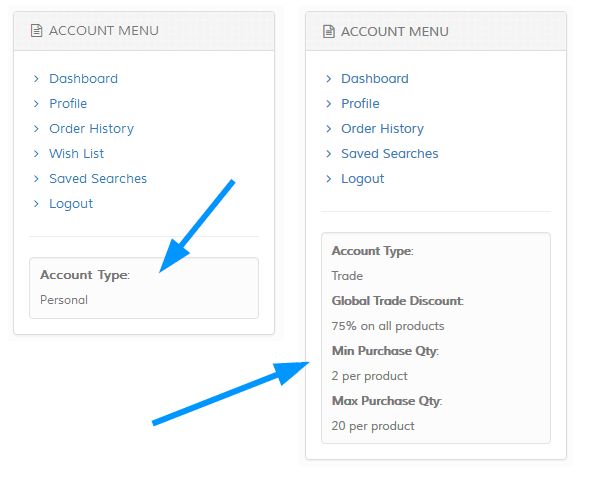 ACCOUNT MENU
Dashboard
Profile
Order History
Wish List
Saved Searches
Logout
Account Type:
Personal
ACCOUNT MENU
Dashboard
Profile
Order History
Saved Searches
Logout
Account Type:
Trade
Global Trade Discount:
75% on all products
Min Purchase Qty:
2 per product
Max Purchase Qty:
20 per product